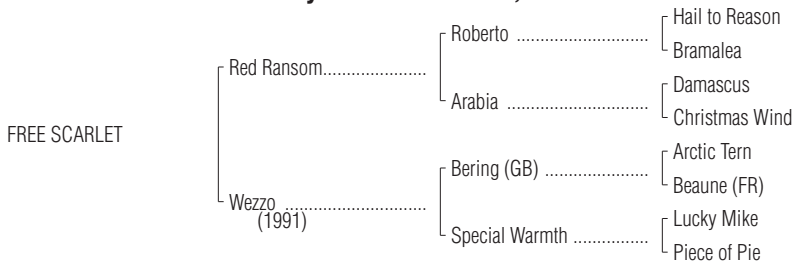 Hail to Reason
Roberto ..............................
Bramalea
Red Ransom.......................
Damascus
Arabia ................................
Christmas Wind
FREE SCARLET
Arctic Tern
Bering (GB) .......................
Beaune (FR)
Wezzo ...............................
(1991)
Lucky Mike
Special Warmth .................
Piece of Pie